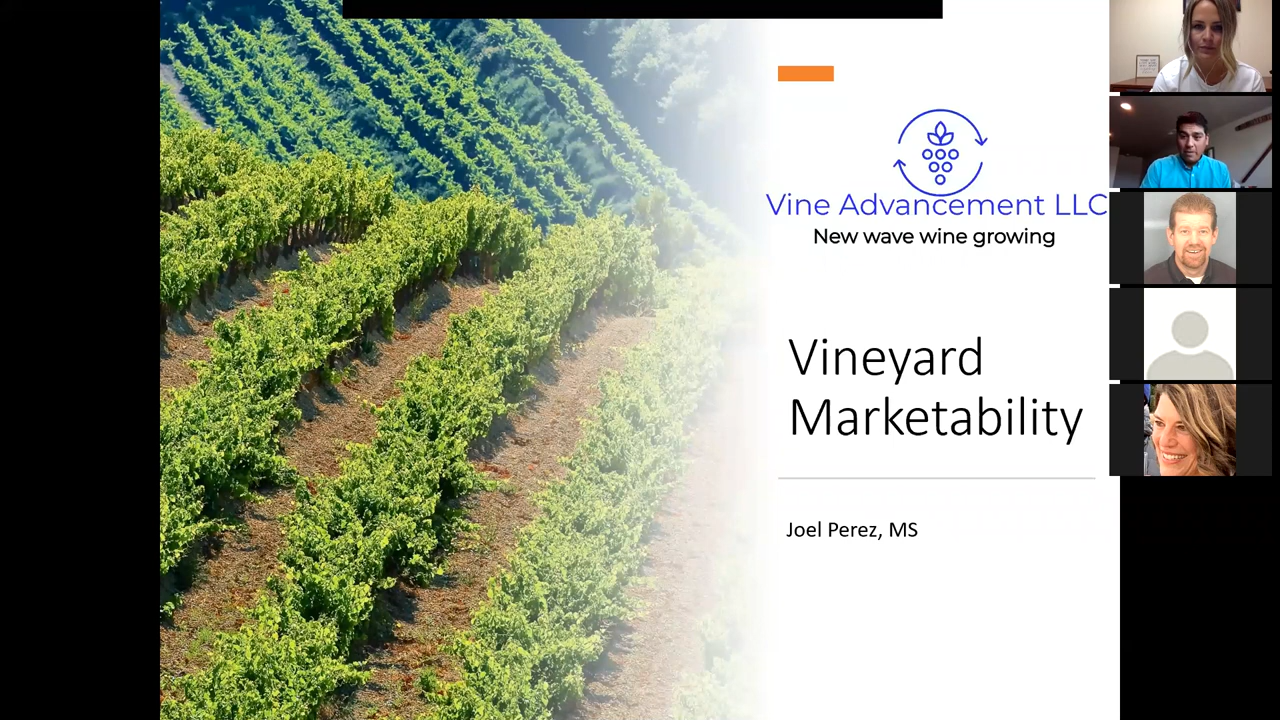 Vine Advancement LLC
New wave wine growing
Vineyard
Marketability
Joel Perez, MS